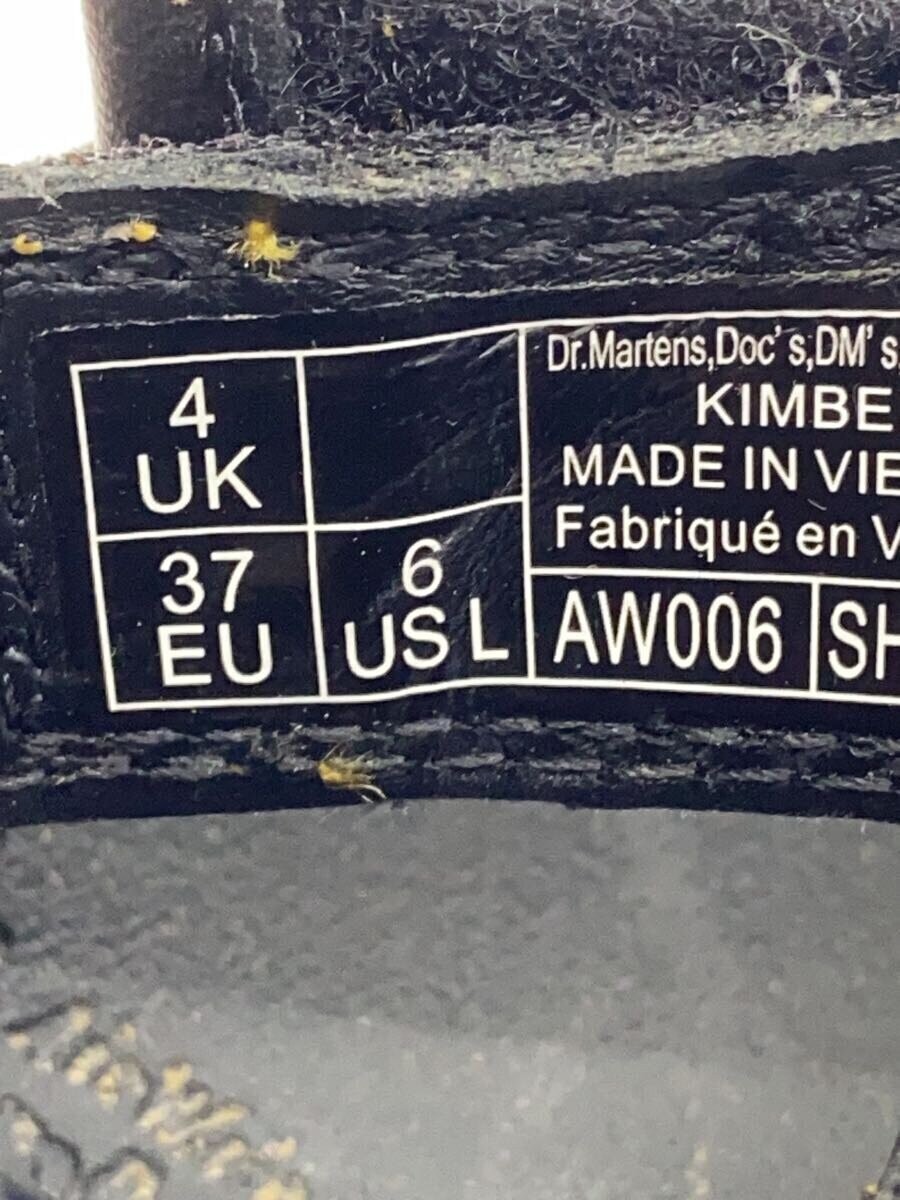 4
UK
37
EU
6
US L
Dr.Martens,Doc's,DM's
KIMBE
MADE IN VIE
Fabriqué en V
AW006
SH